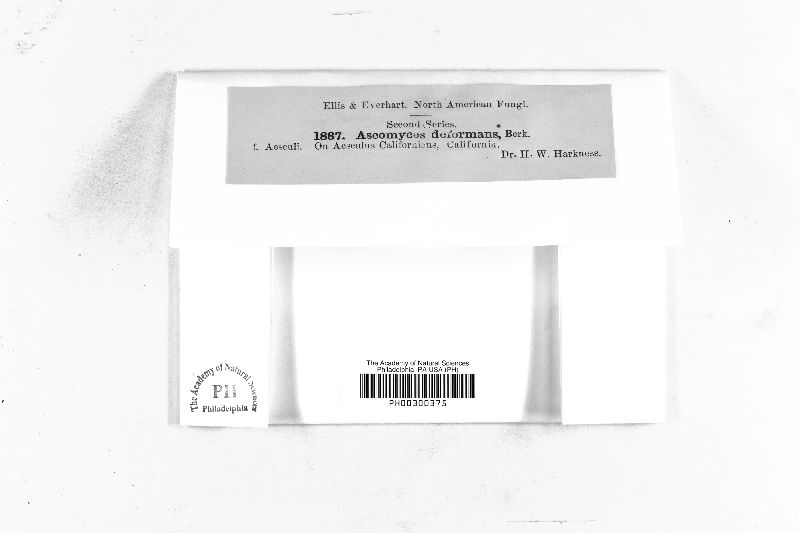 Ellis & Everhart. North American Fungi.
Second Series.
1887. Ascomyces deformans, Berk.
f. Aesculi. On Aesculus Californicus, California.
Dr. H. W. Harkness.
The Academy of Natural Sciences
Philadelphia, PA USA (PH)
PH00300375
The Academy of Natural Sciences
PH
Philadelphia